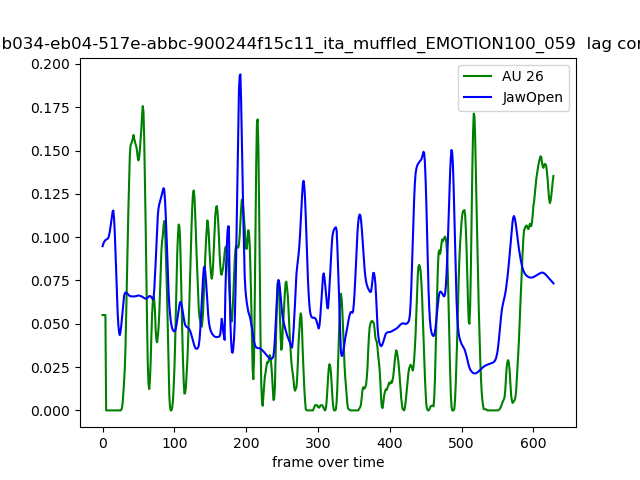 b034-eb04-517e-abbc-900244f15c11_ita_muffled_EMOTION100_059  lag cor
AU 26
JawOpen
0.200
0.175
0.150
0.125
0.100
0.075
0.050
0.025
0.000
0 100 200 300 400 500 600
frame over time